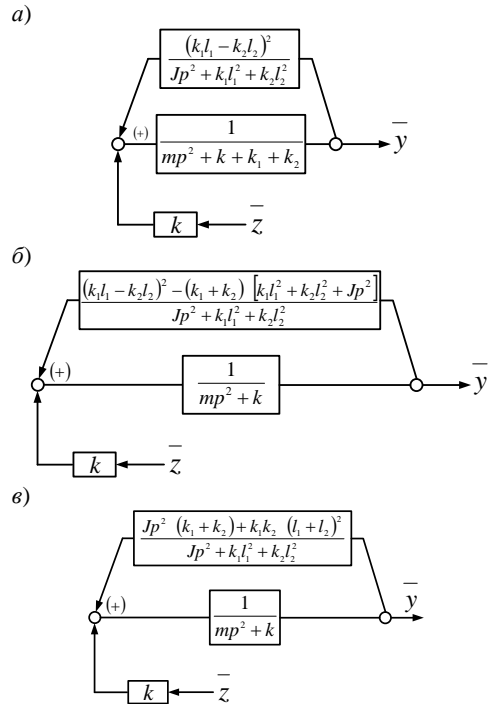 а)
(k₁l₁ − k₂l₂)²
Jp² + k₁l₁² + k₂l₂²
(+)
1
mp² + k + k₁ + k₂
y̅
k
z̅
б)
(k₁l₁ − k₂l₂)² − (k₁ + k₂) [k₁l₁² + k₂l₂² + Jp²]
Jp² + k₁l₁² + k₂l₂²
(+)
1
mp² + k
y̅
k
z̅
в)
Jp² (k₁ + k₂) + k₁k₂ (l₁ + l₂)²
Jp² + k₁l₁² + k₂l₂²
(+)
1
mp² + k
y̅
k
z̅